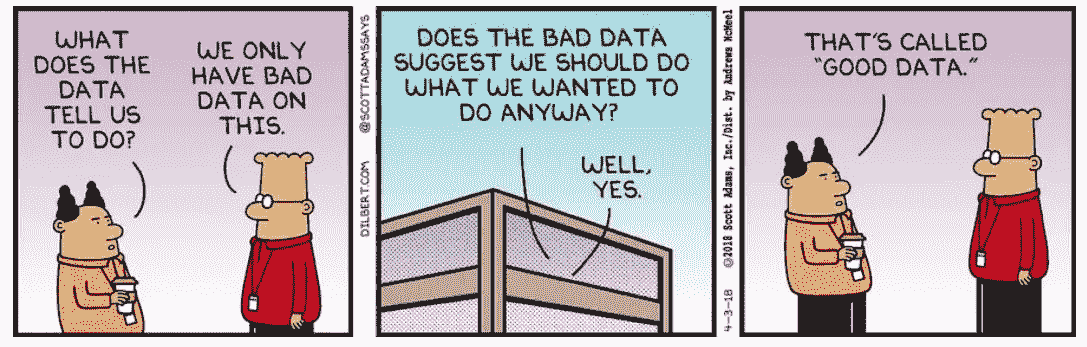 WHAT
DOES THE
DATA
TELL US
TO DO?
WE ONLY
HAVE BAD
DATA ON
THIS.
DILBERT.COM @SCOTTADAMSSAYS
DOES THE BAD DATA
SUGGEST WE SHOULD DO
WHAT WE WANTED TO
DO ANYWAY?
WELL,
YES.
4-3-18 ©2018 Scott Adams, Inc./Dist. by Andrews McMeel
THAT'S CALLED
"GOOD DATA."